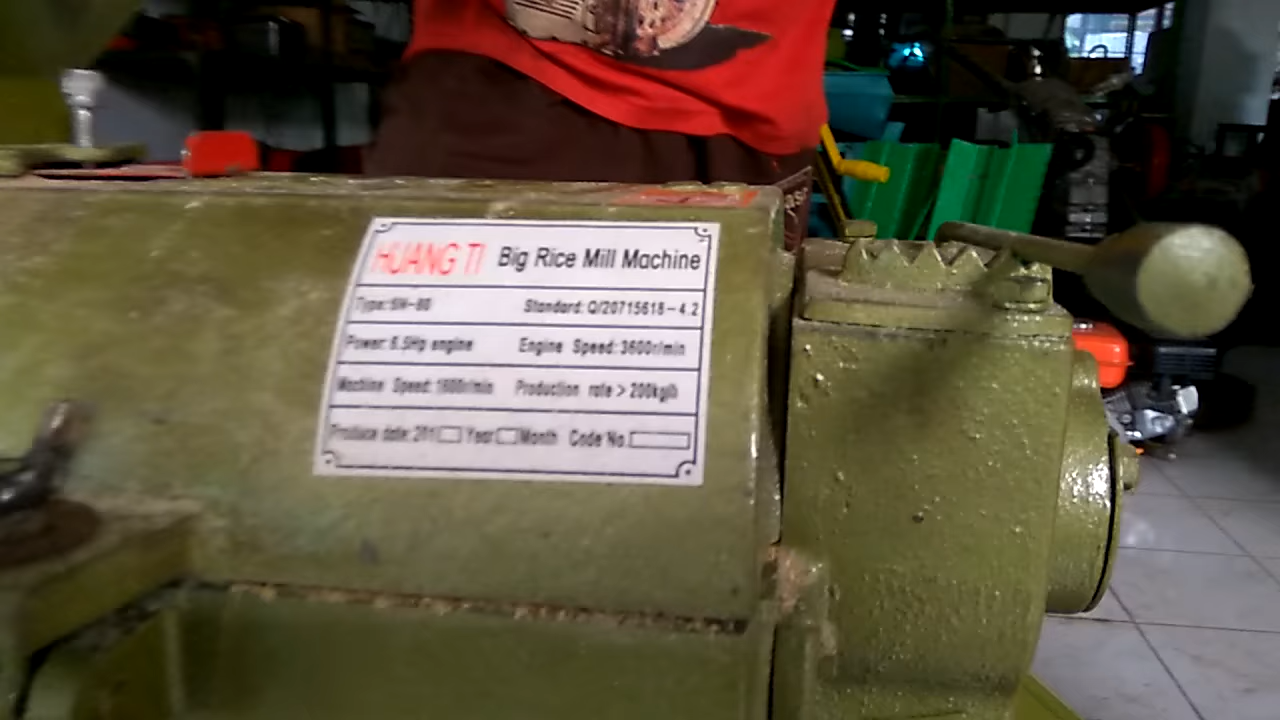 HUANG TI Big Rice Mill Machine
Type: 6N-80 Standard: Q/20715618-4.2
Power: 6.5Hp engine Engine Speed: 3600r/min
Machine Speed: 1600r/min Production rate > 200kg/h
Produce date: 201 Year Month Code No